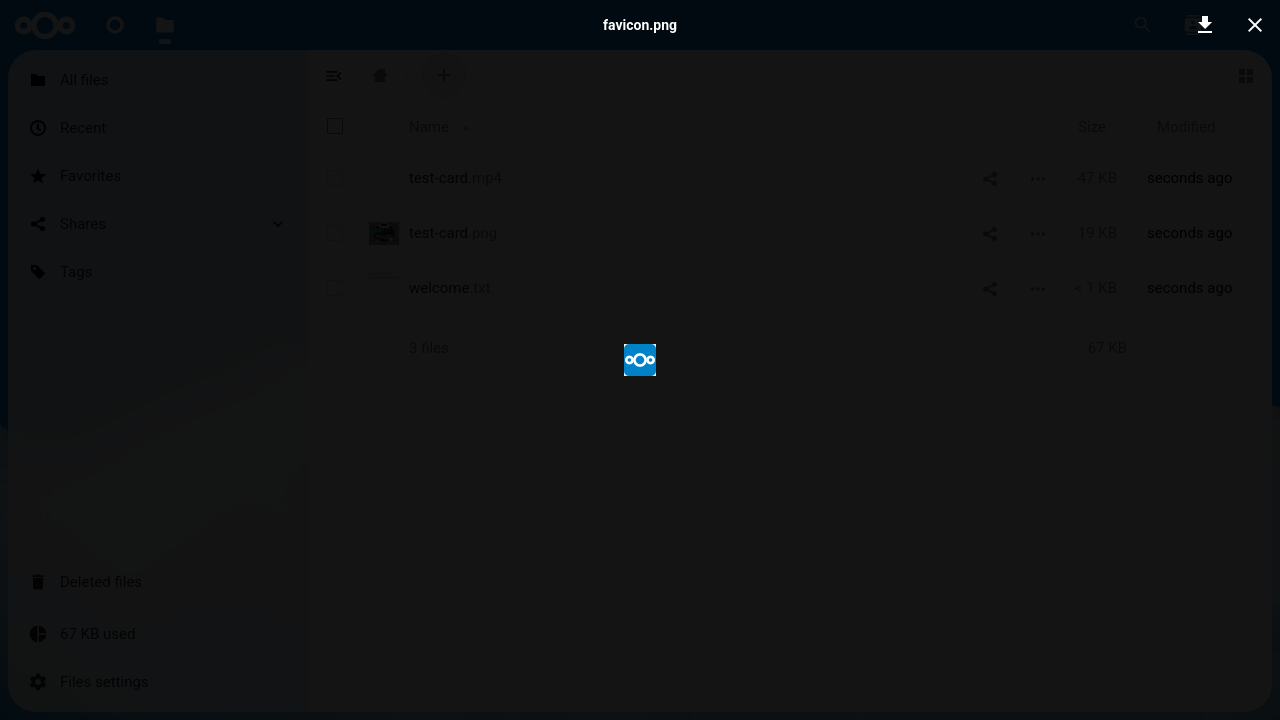 favicon.png
All files
Recent
Favorites
Shares
Tags
Name
Size
Modified
test-card.mp4
47 KB
seconds ago
test-card.png
19 KB
seconds ago
welcome.txt
< 1 KB
seconds ago
3 files
67 KB
Deleted files
67 KB used
Files settings